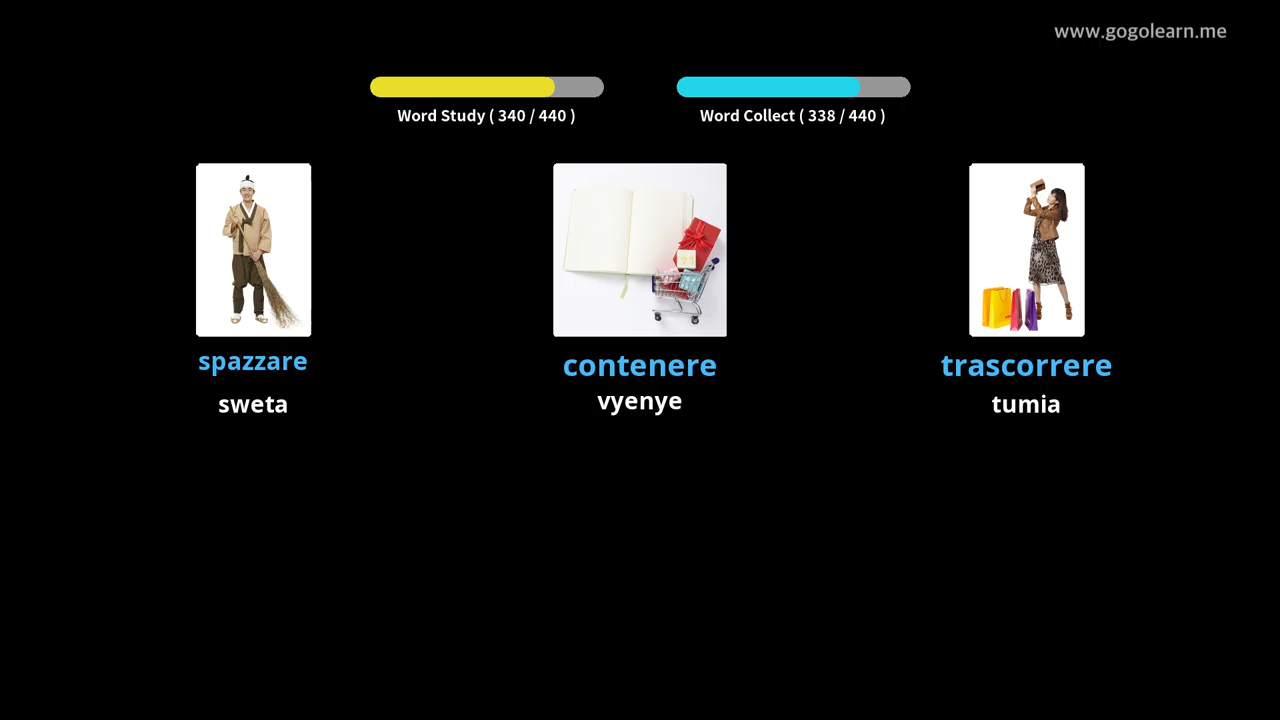 www.gogolearn.me
Word Study ( 340 / 440 )
Word Collect ( 338 / 440 )
spazzare
contenere
trascorrere
sweta
vyenye
tumia